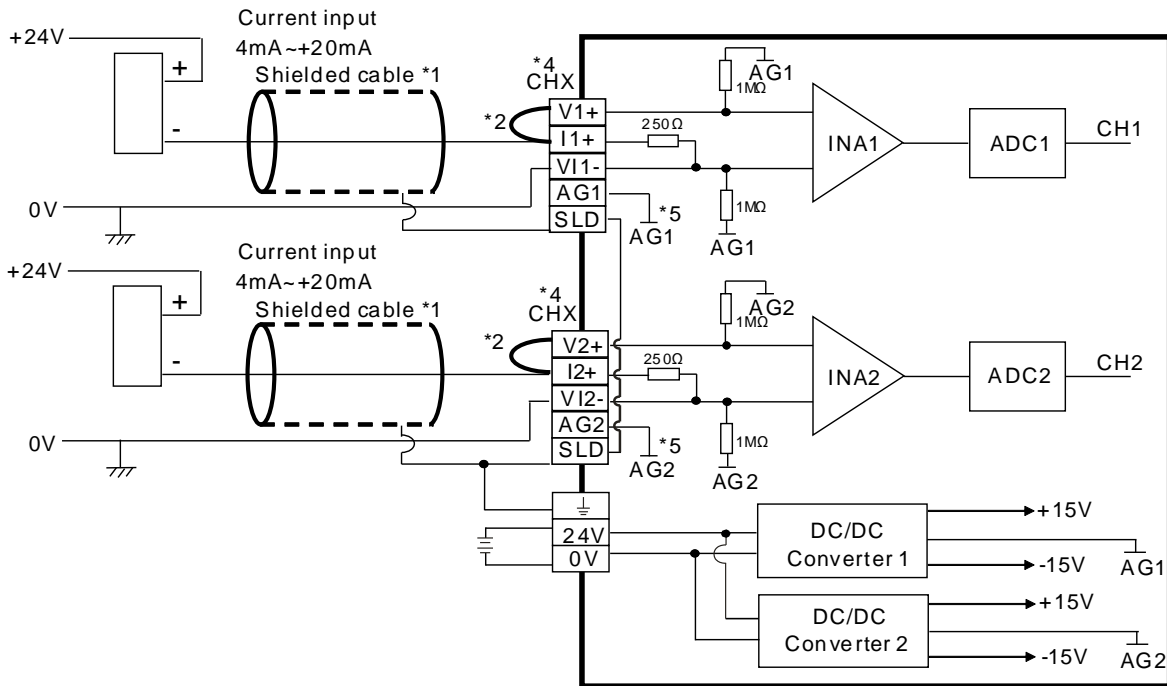 Current input
4mA~+20mA
+24V
+
-
Shielded cable *1
*4
CHX
*2
V1+
I1+
VI1-
AG1
SLD
0V
AG1
1MΩ
250Ω
1MΩ
AG1
*5
AG1
INA1
ADC1
CH1
Current input
4mA~+20mA
+24V
+
-
Shielded cable *1
*4
CHX
*2
V2+
I2+
VI2-
AG2
SLD
0V
AG2
1MΩ
250Ω
1MΩ
AG2
*5
AG2
INA2
ADC2
CH2
24V
0V
DC/DC
Converter 1
+15V
AG1
-15V
DC/DC
Converter 2
+15V
AG2
-15V